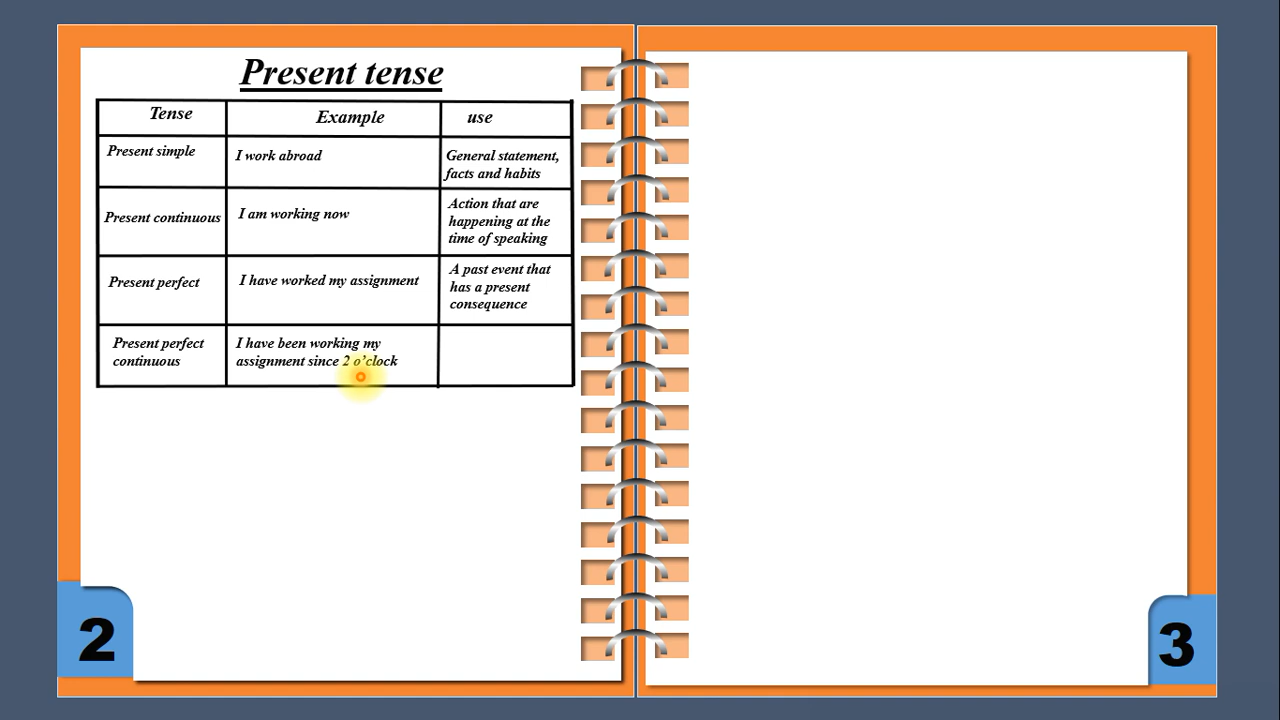 Present tense
Tense Example use
Present simple I work abroad General statement,
facts and habits
Present continuous I am working now Action that are
happening at the
time of speaking
Present perfect I have worked my assignment A past event that
has a present
consequence
Present perfect
continuous
I have been working my
assignment since 2 o'clock
2
3